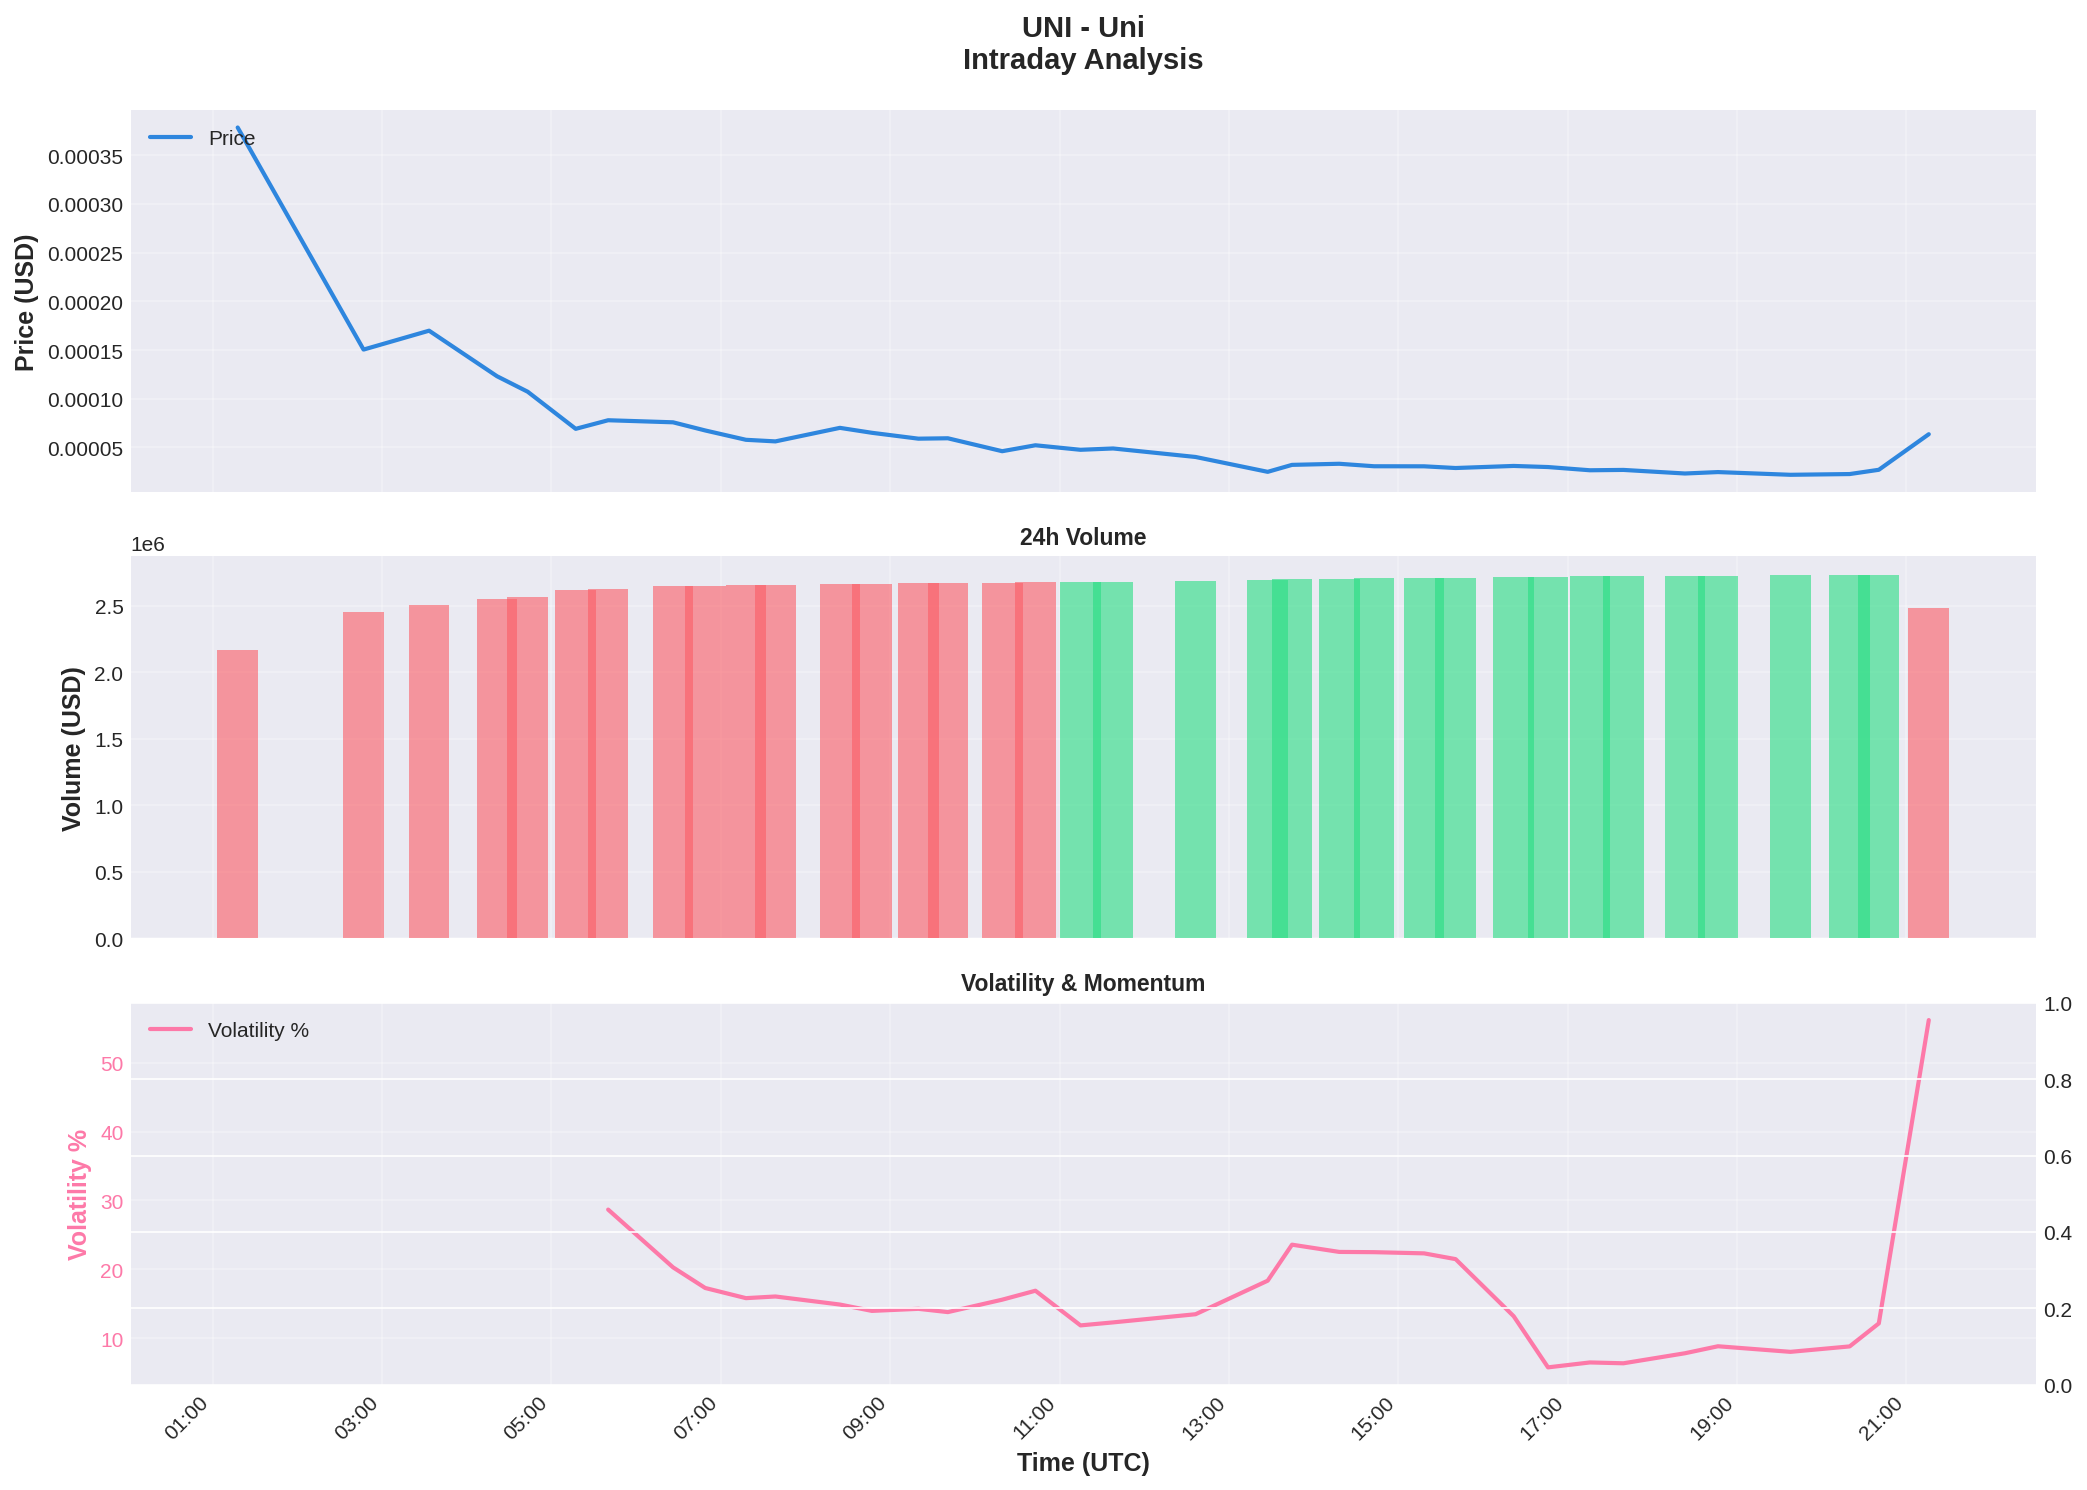 UNI - Uni
Intraday Analysis
Price
Price (USD)
0.00035
0.00030
0.00025
0.00020
0.00015
0.00010
0.00005
24h Volume
1e6
Volume (USD)
2.5
2.0
1.5
1.0
0.5
0.0
Volatility & Momentum
Volatility %
Volatility %
50
40
30
20
10
1.0
0.8
0.6
0.4
0.2
0.0
01:00 03:00 05:00 07:00 09:00 11:00 13:00 15:00 17:00 19:00 21:00
Time (UTC)